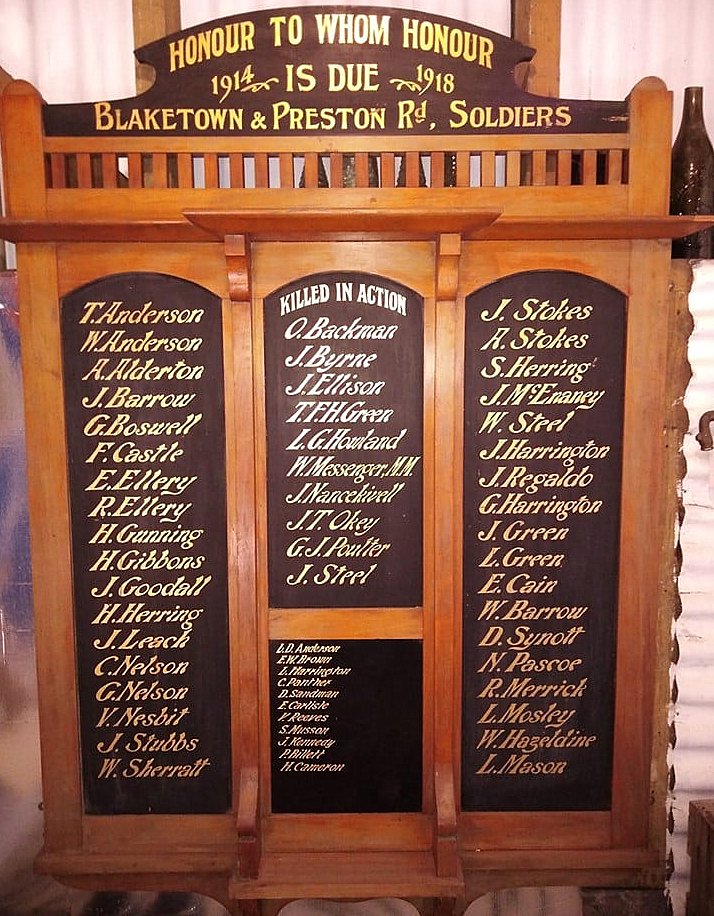 HONOUR TO WHOM HONOUR
1914 IS DUE 1918
BLAKETOWN & PRESTON Rd, SOLDIERS
T. Anderson
W. Anderson
A. Alderton
J. Barrow
G. Boswell
F. Castle
E. Ellery
R. Ellery
H. Gunning
H. Gibbons
J. Goodall
H. Herring
J. Leach
C. Nelson
G. Nelson
V. Nesbit
J. Stubbs
W. Sherratt
KILLED IN ACTION
O. Backman
J. Byrne
J. Ellison
T.F.H. Green
L.G. Howland
W. Messenger, M.M.
J. Nancekivell
J.T. Okey
G.J. Poulter
J. Steel
L.D. Anderson
E.W. Brown
L. Harrington
C. Panther
D. Sandman
E. Carlisle
F. Reeves
S. Musson
J. Kennedy
P. Billett
H. Cameron
J. Stokes
A. Stokes
S. Herring
J. McEnaney
W. Steel
J. Harrington
J. Regaldo
G. Harrington
J. Green
L. Green
E. Cain
W. Barrow
D. Synott
N. Pascoe
R. Merrick
L. Mosley
W. Hazeldine
L. Mason